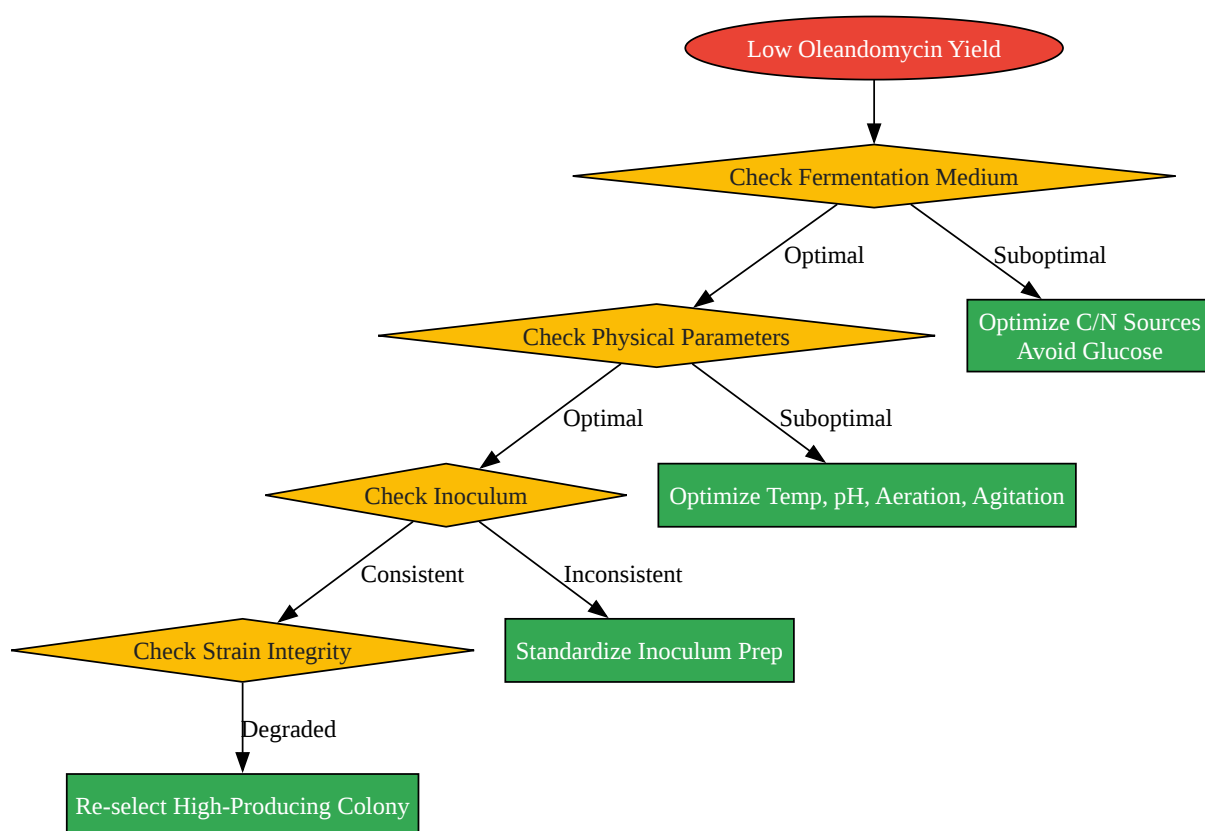 Low Oleandomycin Yield
Check Fermentation Medium
Optimal
Suboptimal
Check Physical Parameters
Optimize C/N Sources
Avoid Glucose
Optimal
Suboptimal
Check Inoculum
Optimize Temp, pH, Aeration, Agitation
Consistent
Inconsistent
Check Strain Integrity
Standardize Inoculum Prep
Degraded
Re-select High-Producing Colony